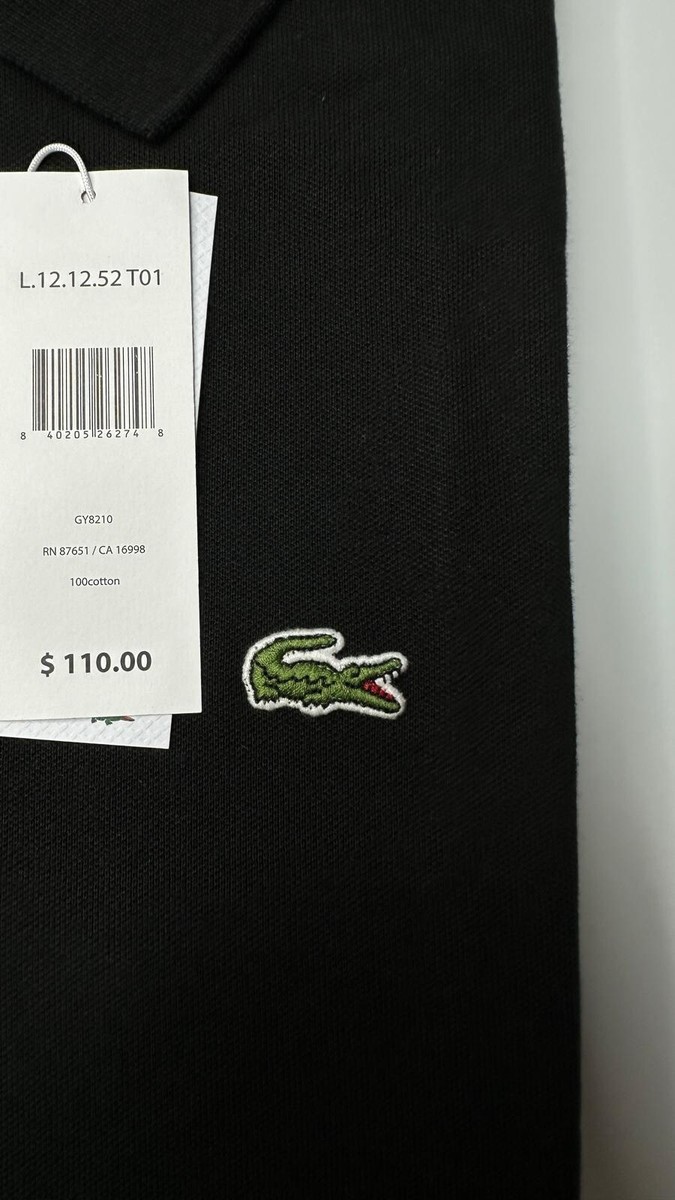 L.12.12.52 T01
8 40205 26274 8
GY8210
RN 87651 / CA 16998
100cotton
$ 110.00